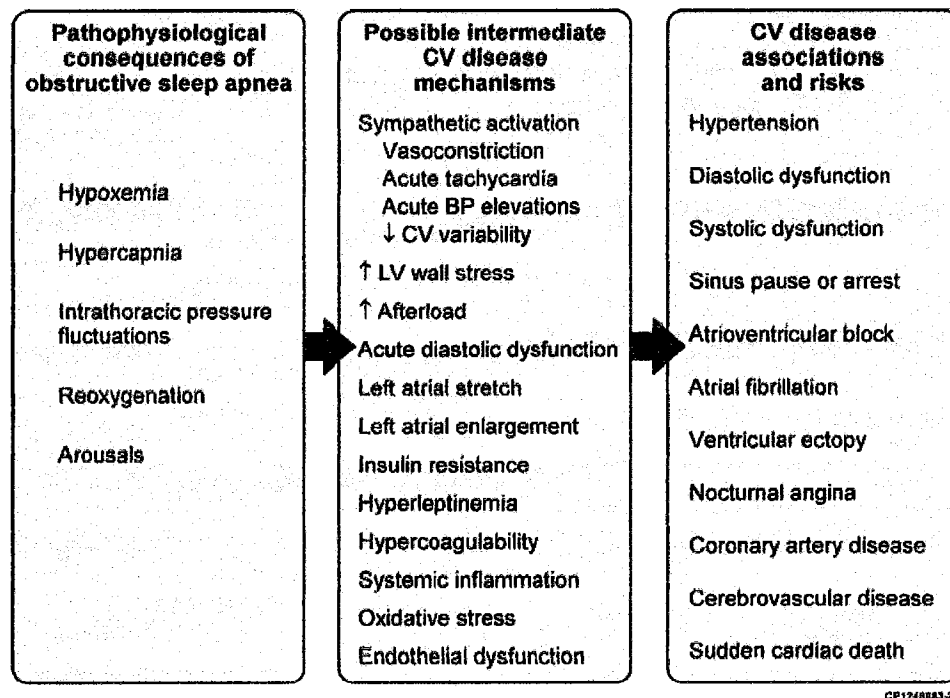 Pathophysiological
consequences of
obstructive sleep apnea
Hypoxemia
Hypercapnia
Intrathoracic pressure
fluctuations
Reoxygenation
Arousals
Possible intermediate
CV disease
mechanisms
Sympathetic activation
Vasoconstriction
Acute tachycardia
Acute BP elevations
↓ CV variability
↑ LV wall stress
↑ Afterload
Acute diastolic dysfunction
Left atrial stretch
Left atrial enlargement
Insulin resistance
Hyperleptinemia
Hypercoagulability
Systemic inflammation
Oxidative stress
Endothelial dysfunction
CV disease
associations
and risks
Hypertension
Diastolic dysfunction
Systolic dysfunction
Sinus pause or arrest
Atrioventricular block
Atrial fibrillation
Ventricular ectopy
Nocturnal angina
Coronary artery disease
Cerebrovascular disease
Sudden cardiac death